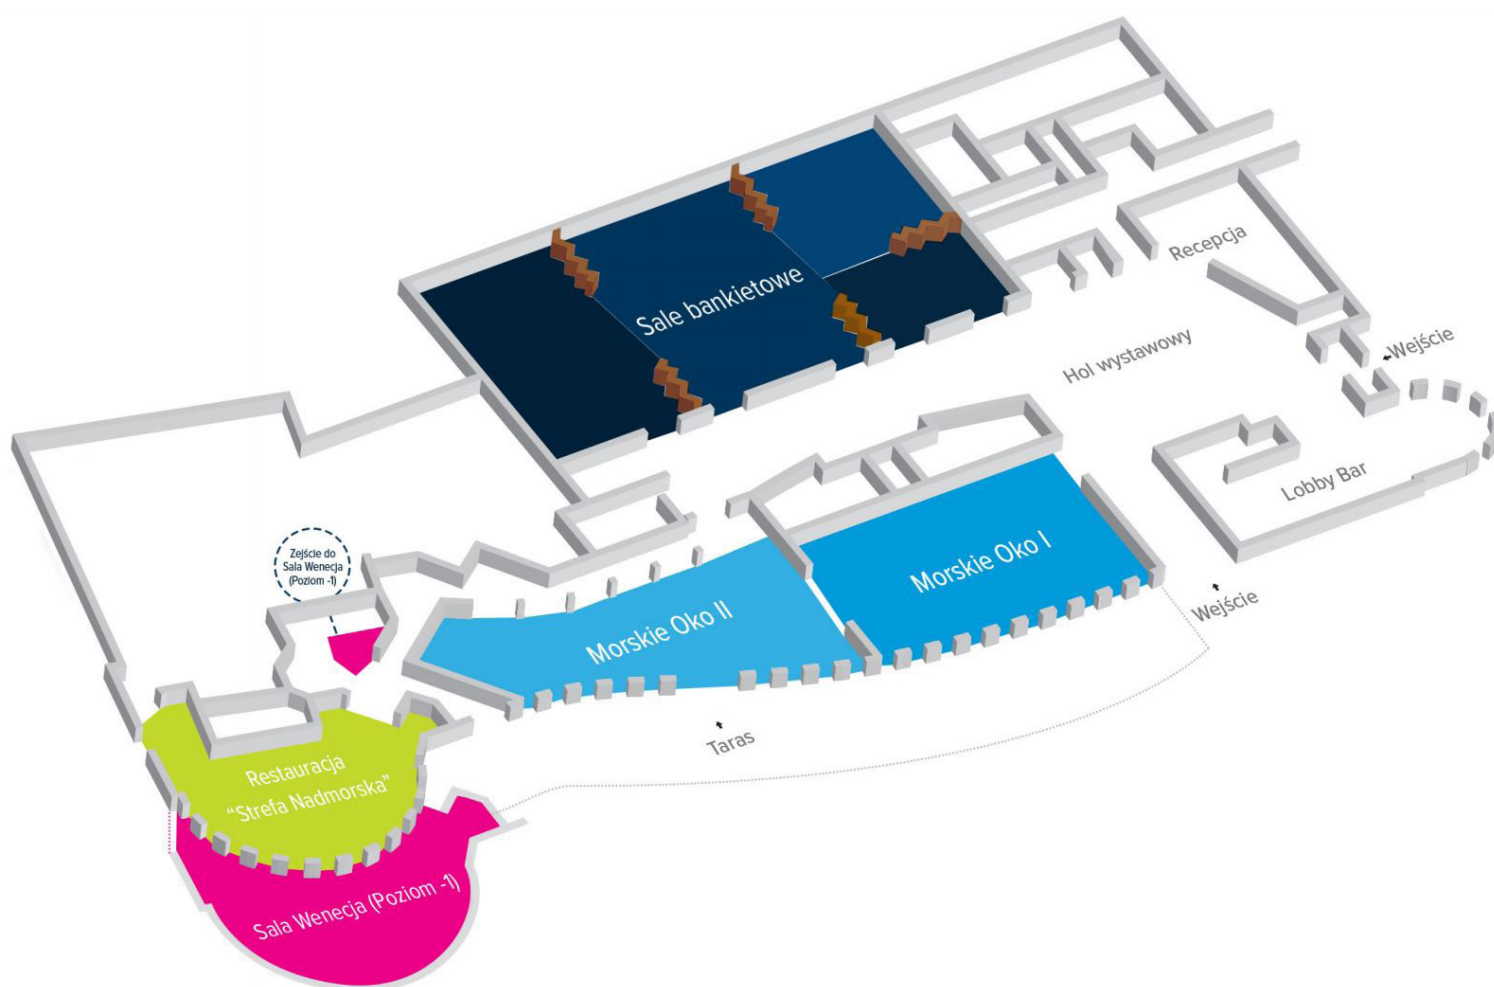 Recepcja
Sale bankietowe
Hol wystawowy
Wejście
Lobby Bar
Zejście do
Sala Wenecja
(Poziom -1)
Morskie Oko I
Morskie Oko II
Wejście
Taras
Restauracja
“Strefa Nadmorska”
Sala Wenecja (Poziom -1)